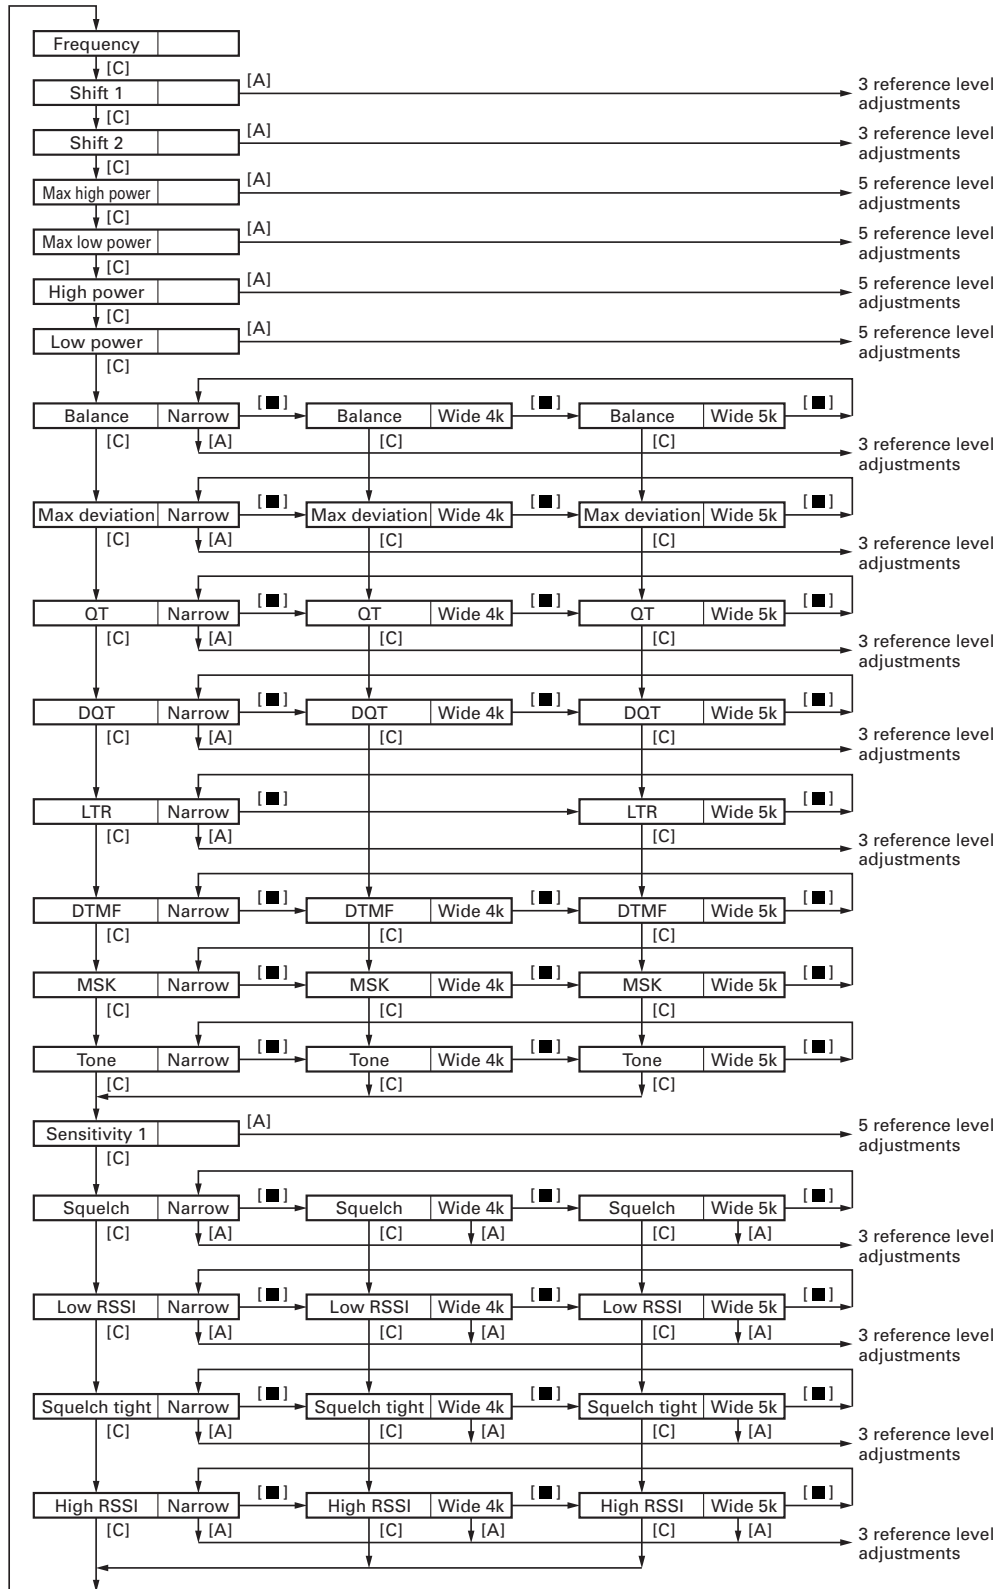 Frequency
[C]
Shift 1 [A] 3 reference level
adjustments
[C]
Shift 2 [A] 3 reference level
adjustments
[C]
Max high power [A] 5 reference level
adjustments
[C]
Max low power [A] 5 reference level
adjustments
[C]
High power [A] 5 reference level
adjustments
[C]
Low power [A] 5 reference level
adjustments
[C]
Balance Narrow [■] Balance Wide 4k [■] Balance Wide 5k [■]
[C] [A] [C] [C] 3 reference level
adjustments
Max deviation Narrow [■] Max deviation Wide 4k [■] Max deviation Wide 5k [■]
[C] [A] [C] [C] 3 reference level
adjustments
QT Narrow [■] QT Wide 4k [■] QT Wide 5k [■]
[C] [A] [C] [C] 3 reference level
adjustments
DQT Narrow [■] DQT Wide 4k [■] DQT Wide 5k [■]
[C] [A] [C] [C] 3 reference level
adjustments
LTR Narrow [■] LTR Wide 5k [■]
[C] [A] [C] 3 reference level
adjustments
DTMF Narrow [■] DTMF Wide 4k [■] DTMF Wide 5k [■]
[C] [C] [C]
MSK Narrow [■] MSK Wide 4k [■] MSK Wide 5k [■]
[C] [C] [C]
Tone Narrow [■] Tone Wide 4k [■] Tone Wide 5k [■]
[C] [C] [C]
Sensitivity 1 [A] 5 reference level
adjustments
[C]
Squelch Narrow [■] Squelch Wide 4k [■] Squelch Wide 5k [■]
[C] [A] [C] [A] [C] [A] 3 reference level
adjustments
Low RSSI Narrow [■] Low RSSI Wide 4k [■] Low RSSI Wide 5k [■]
[C] [A] [C] [A] [C] [A] 3 reference level
adjustments
Squelch tight Narrow [■] Squelch tight Wide 4k [■] Squelch tight Wide 5k [■]
[C] [A] [C] [A] [C] [A] 3 reference level
adjustments
High RSSI Narrow [■] High RSSI Wide 4k [■] High RSSI Wide 5k [■]
[C] [A] [C] [A] [C] [A] 3 reference level
adjustments